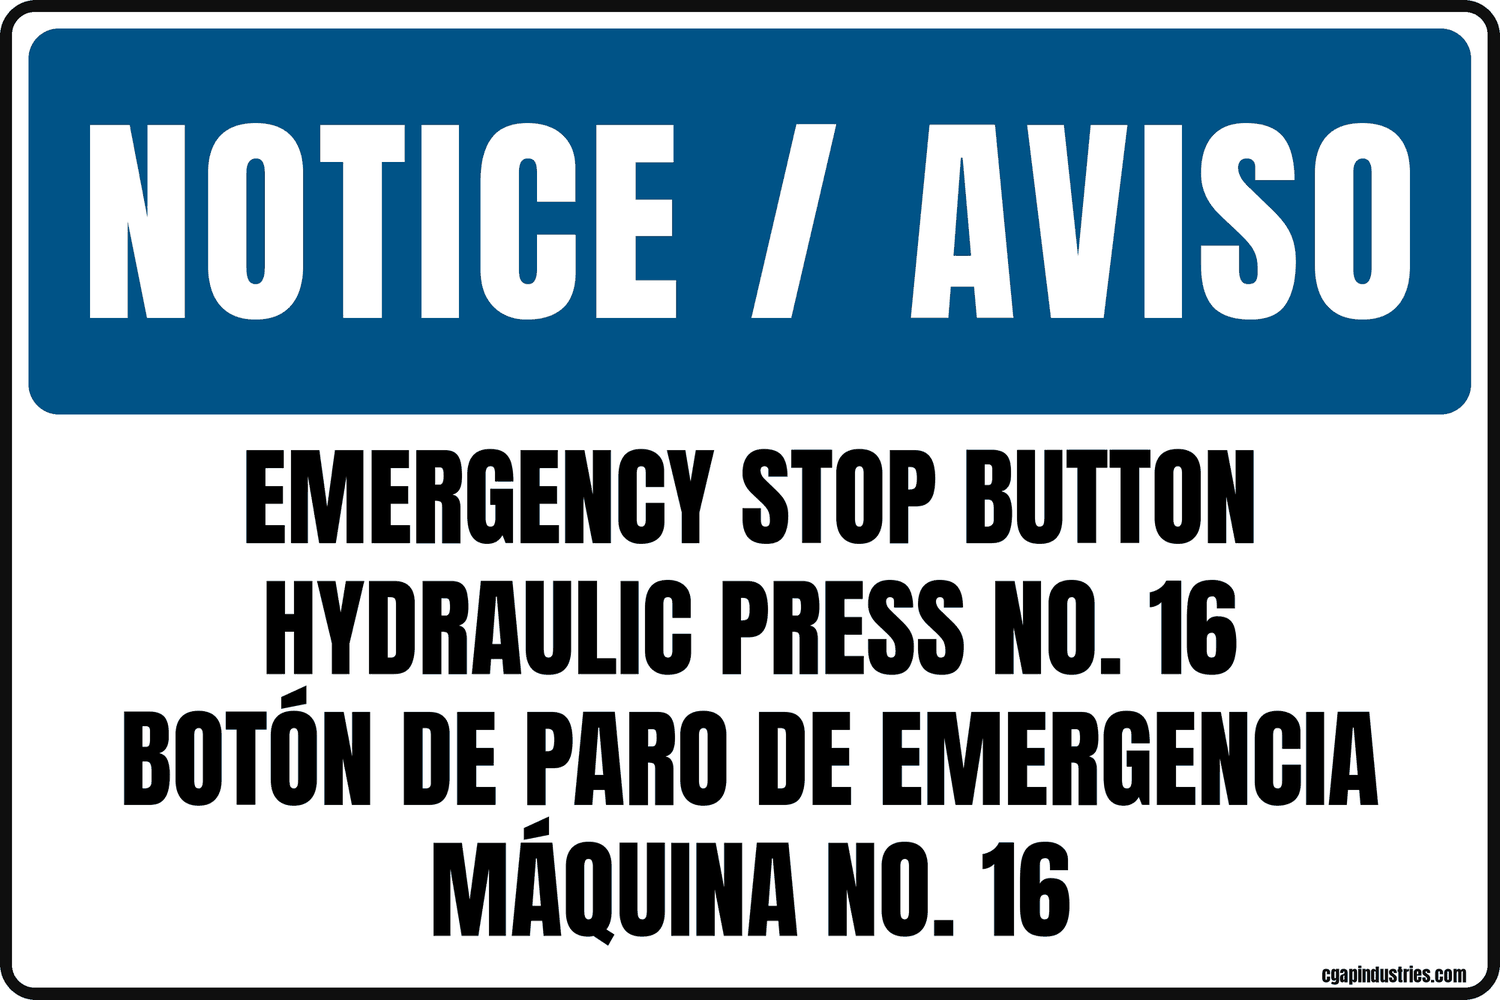 NOTICE / AVISO
EMERGENCY STOP BUTTON
HYDRAULIC PRESS NO. 16
BOTÓN DE PARO DE EMERGENCIA
MÁQUINA NO. 16
cgapindustries.com